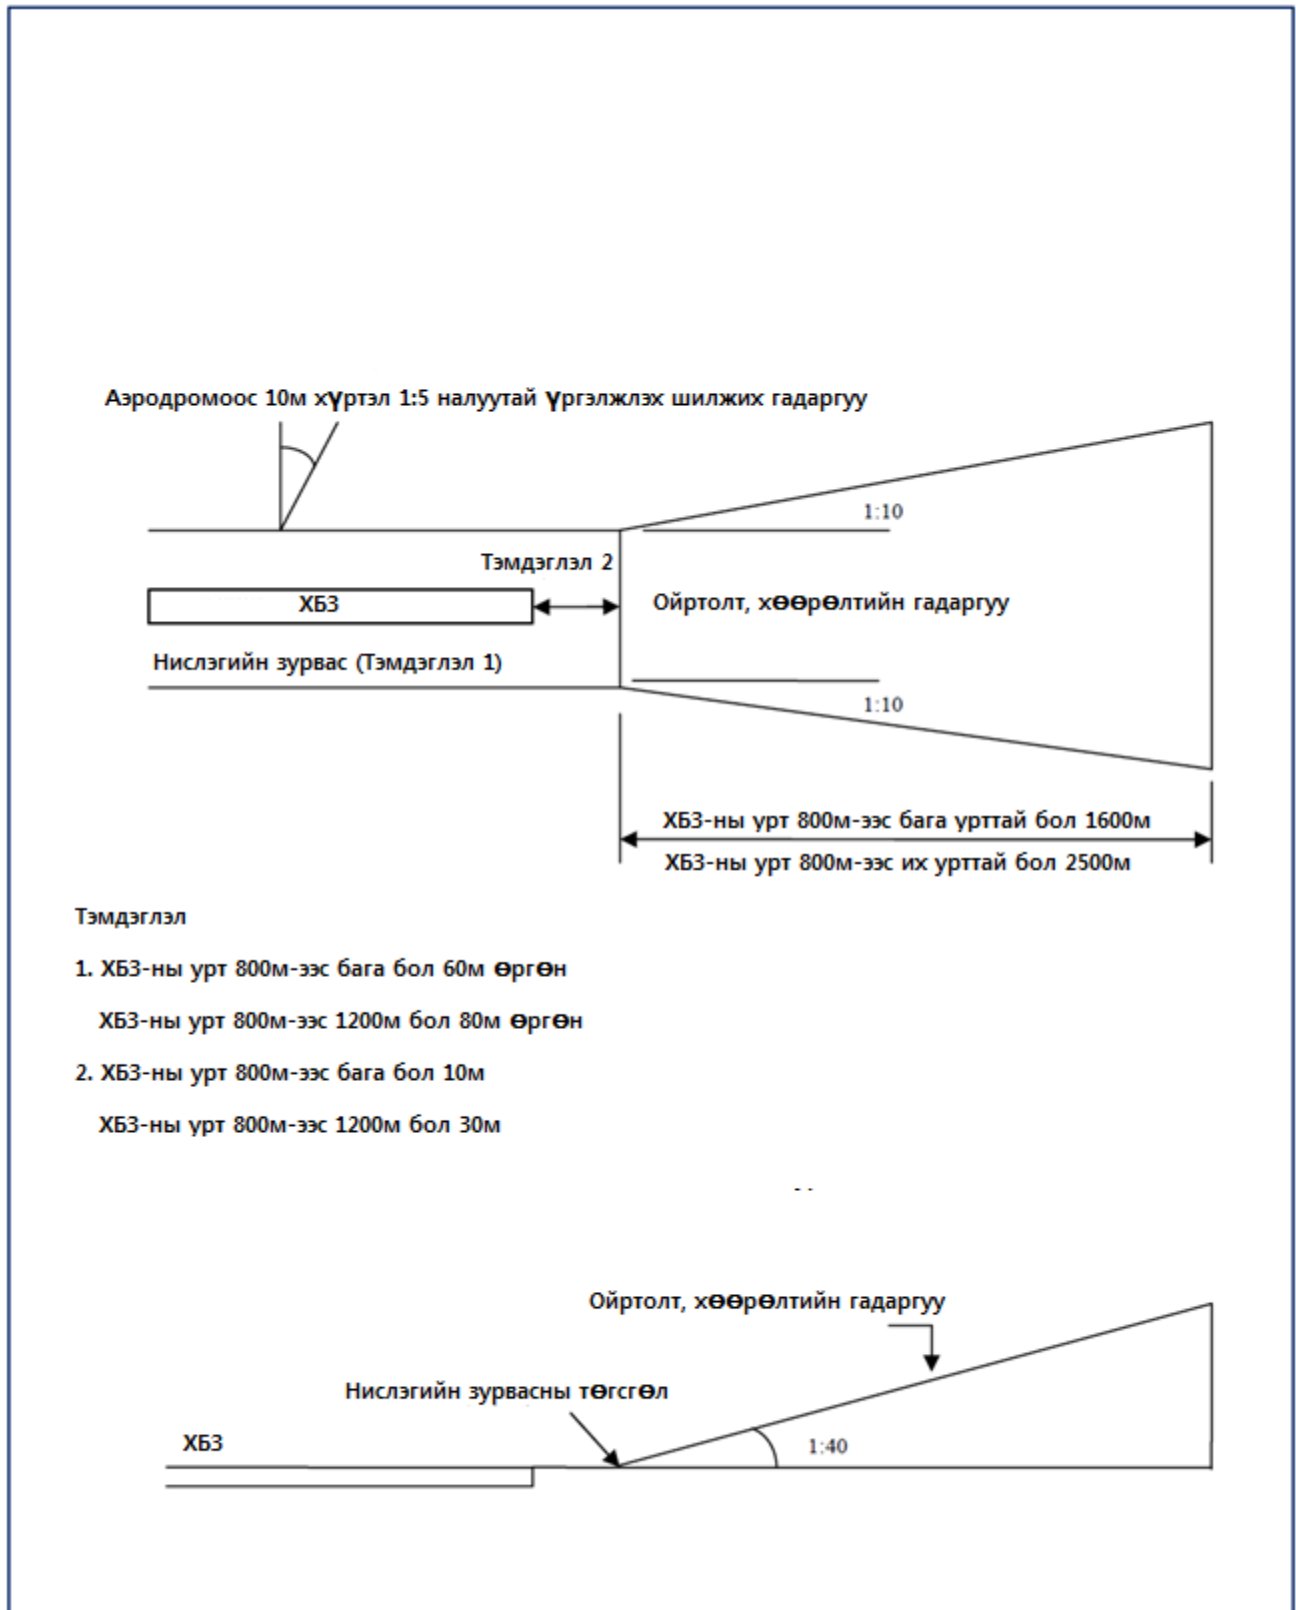 Аэродромоос 10м хүртэл 1:5 налуутай үргэлжлэх шилжих гадаргуу
1:10
Тэмдэглэл 2
ХБЗ
Ойртолт, хөөрөлтийн гадаргуу
Нислэгийн зурвас (Тэмдэглэл 1)
1:10
ХБЗ-ны урт 800м-ээс бага урттай бол 1600м
ХБЗ-ны урт 800м-ээс их урттай бол 2500м
Тэмдэглэл
1. ХБЗ-ны урт 800м-ээс бага бол 60м өргөн
ХБЗ-ны урт 800м-ээс 1200м бол 80м өргөн
2. ХБЗ-ны урт 800м-ээс бага бол 10м
ХБЗ-ны урт 800м-ээс 1200м бол 30м
Ойртолт, хөөрөлтийн гадаргуу
Нислэгийн зурвасны төгсгөл
ХБЗ
1:40